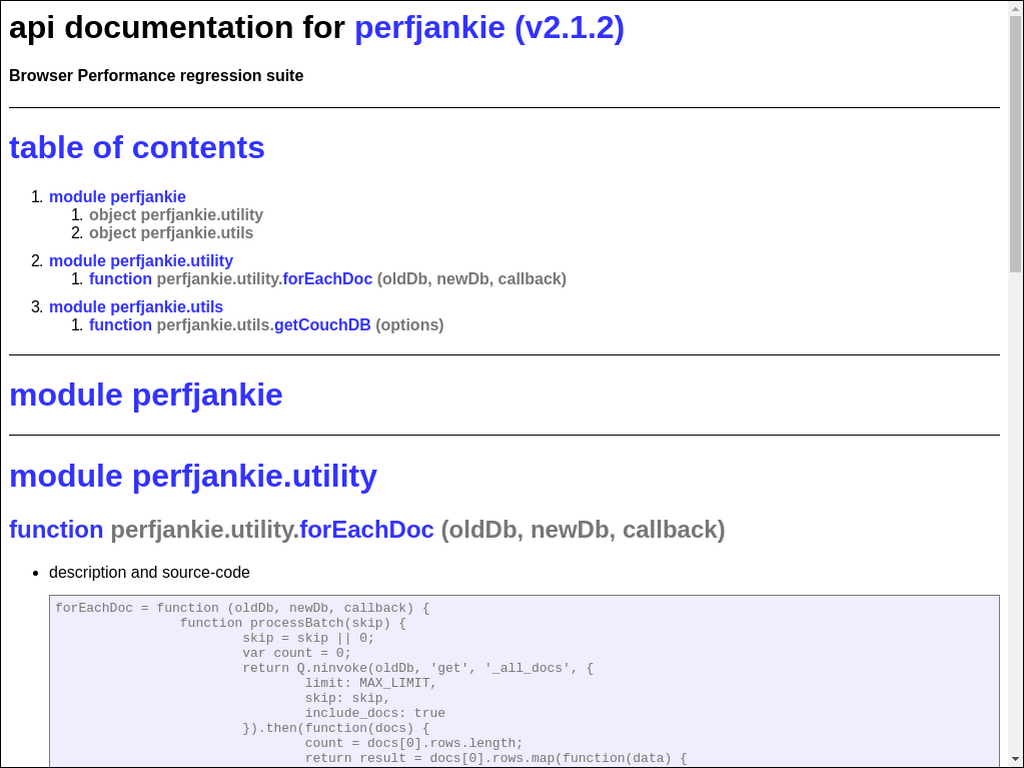 api documentation for perfjankie (v2.1.2)
Browser Performance regression suite
table of contents
1. module perfjankie
1. object perfjankie.utility
2. object perfjankie.utils
2. module perfjankie.utility
1. function perfjankie.utility.forEachDoc (oldDb, newDb, callback)
3. module perfjankie.utils
1. function perfjankie.utils.getCouchDB (options)
module perfjankie
module perfjankie.utility
function perfjankie.utility.forEachDoc (oldDb, newDb, callback)
• description and source-code
forEachDoc = function (oldDb, newDb, callback) {
function processBatch(skip) {
skip = skip || 0;
var count = 0;
return Q.ninvoke(oldDb, 'get', '_all_docs', {
limit: MAX_LIMIT,
skip: skip,
include_docs: true
}).then(function(docs) {
count = docs[0].rows.length;
return result = docs[0].rows.map(function(data) {